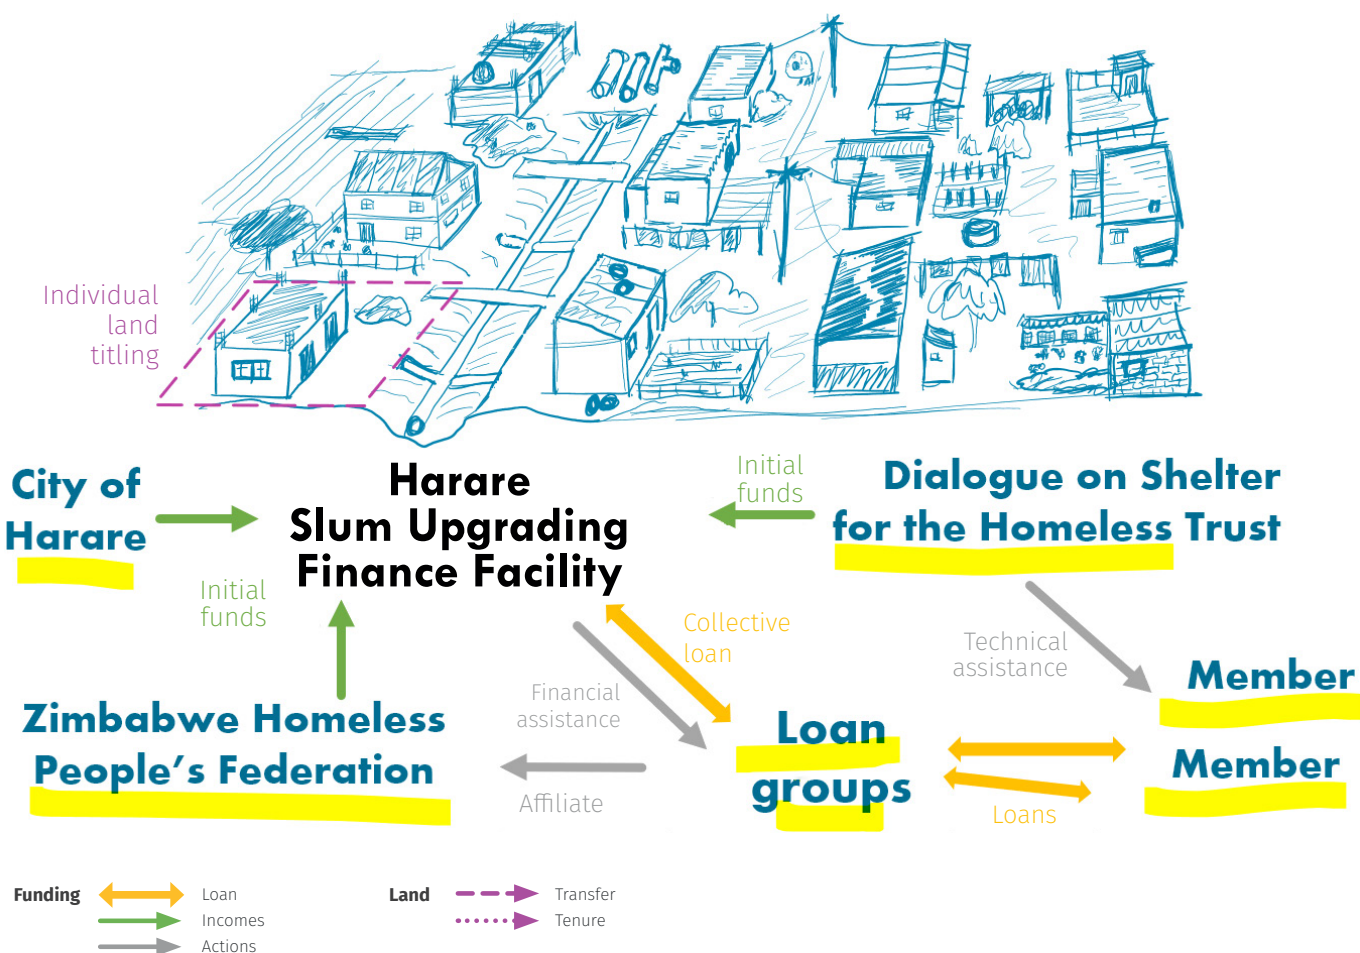 Individual
land
titling
City of
Harare
Harare
Slum Upgrading
Finance Facility
Initial
funds
Dialogue on Shelter
for the Homeless Trust
Initial
funds
Collective
loan
Technical
assistance
Financial
assistance
Member
Zimbabwe Homeless
People's Federation
Loan
groups
Member
Affiliate
Loans
Funding
Loan
Incomes
Actions
Land
Transfer
Tenure